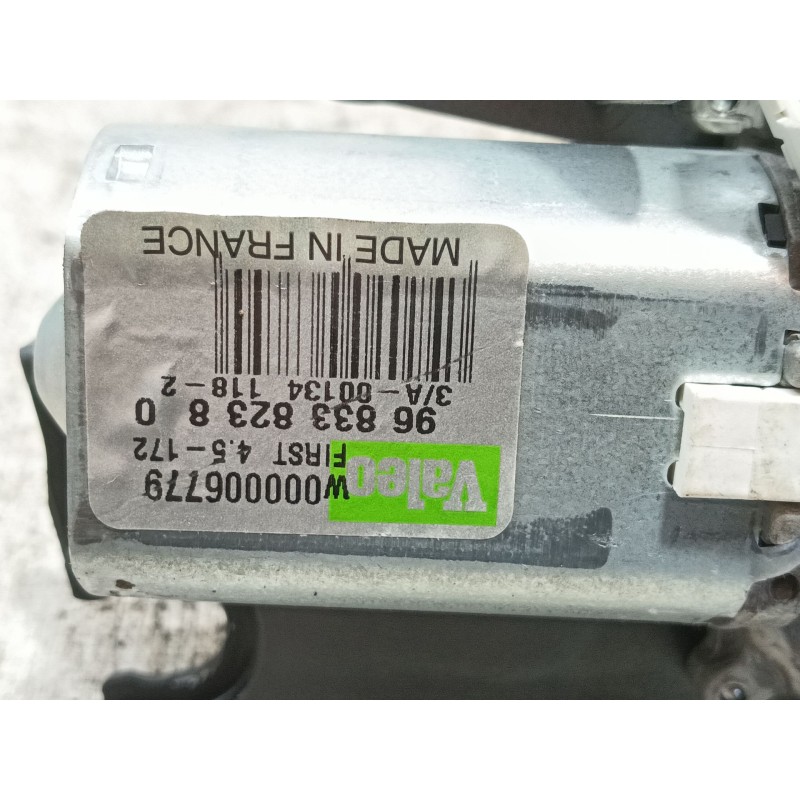 Valeo
W000006779
FIRST 4.5-172
96 833 823 8 0
3/A-00134 118-2
MADE IN FRANCE